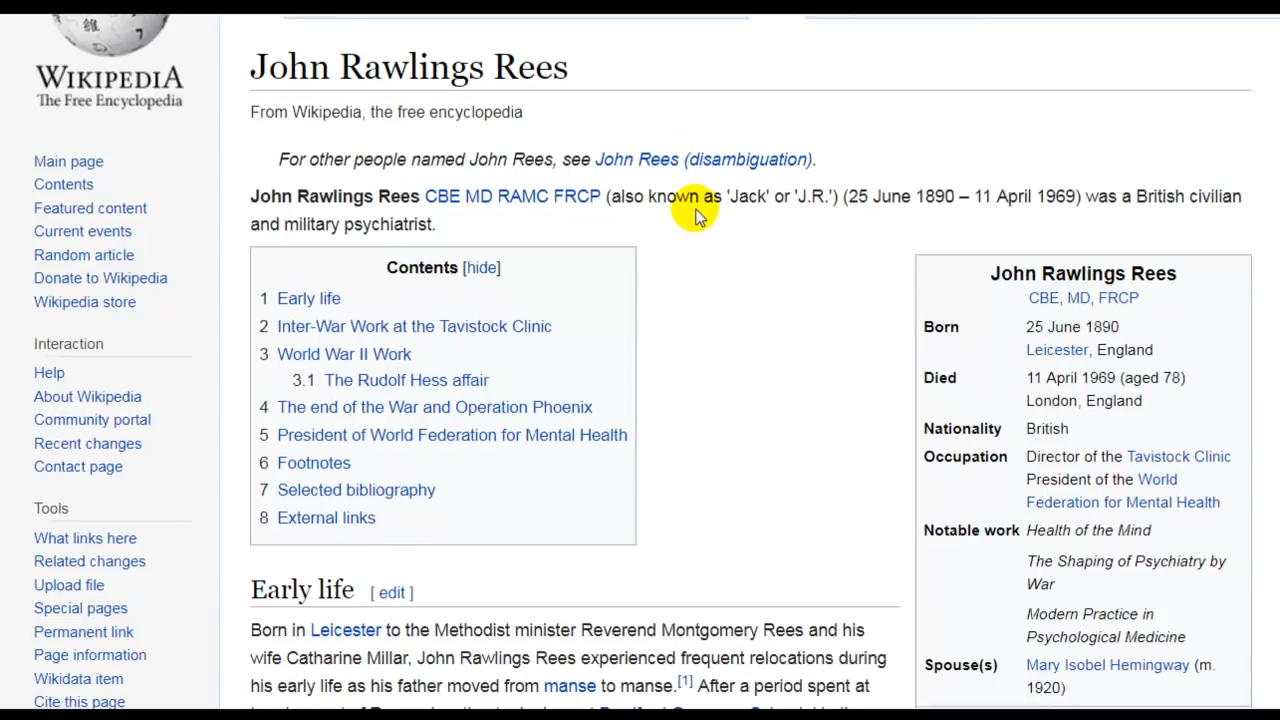 WIKIPEDIA
The Free Encyclopedia
Main page
Contents
Featured content
Current events
Random article
Donate to Wikipedia
Wikipedia store
Interaction
Help
About Wikipedia
Community portal
Recent changes
Contact page
Tools
What links here
Related changes
Upload file
Special pages
Permanent link
Page information
Wikidata item
Cite this page
John Rawlings Rees
From Wikipedia, the free encyclopedia
For other people named John Rees, see John Rees (disambiguation).
John Rawlings Rees CBE MD RAMC FRCP (also known as 'Jack' or 'J.R.') (25 June 1890 – 11 April 1969) was a British civilian
and military psychiatrist.
Contents [hide]
1 Early life
2 Inter-War Work at the Tavistock Clinic
3 World War II Work
3.1 The Rudolf Hess affair
4 The end of the War and Operation Phoenix
5 President of World Federation for Mental Health
6 Footnotes
7 Selected bibliography
8 External links
John Rawlings Rees
CBE, MD, FRCP
Born 25 June 1890
Leicester, England
Died 11 April 1969 (aged 78)
London, England
Nationality British
Occupation Director of the Tavistock Clinic
President of the World
Federation for Mental Health
Notable work Health of the Mind
The Shaping of Psychiatry by
War
Modern Practice in
Psychological Medicine
Spouse(s) Mary Isobel Hemingway (m.
1920)
Early life [ edit ]
Born in Leicester to the Methodist minister Reverend Montgomery Rees and his
wife Catharine Millar, John Rawlings Rees experienced frequent relocations during
his early life as his father moved from manse to manse.[1] After a period spent at